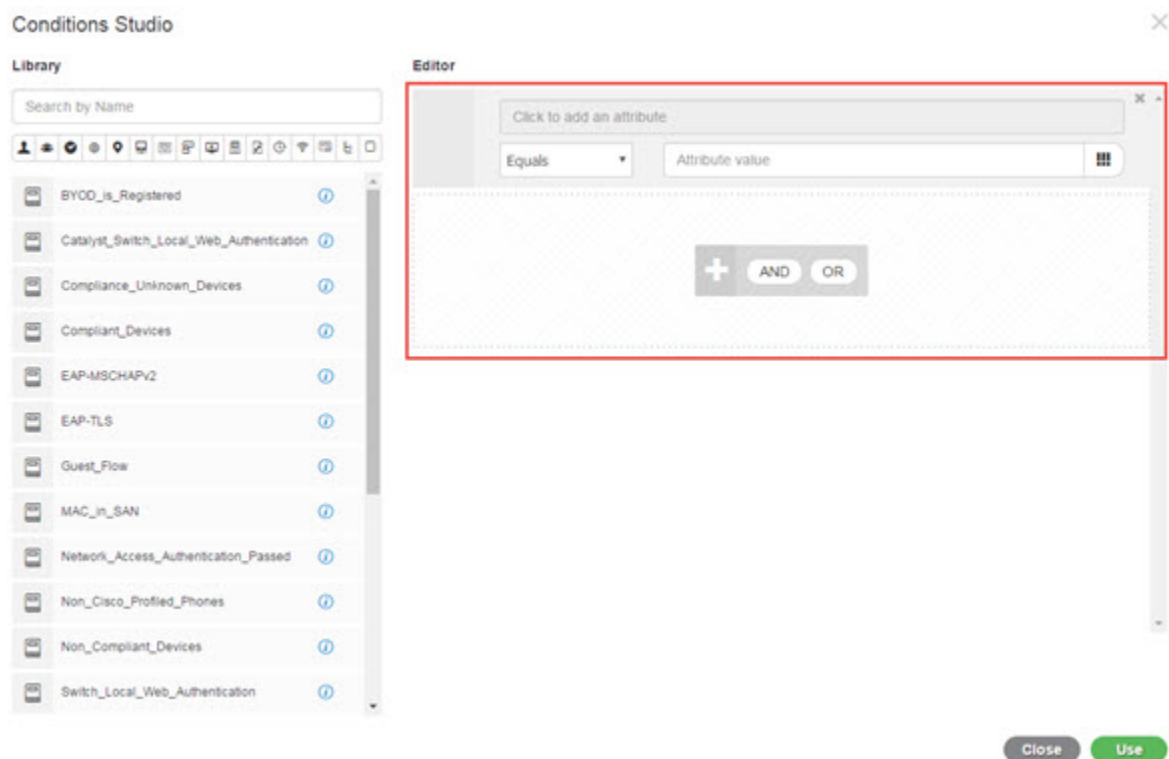 Conditions Studio
Library
Search by Name
BYOD_is_Registered
Catalyst_Switch_Local_Web_Authentication
Compliance_Unknown_Devices
Compliant_Devices
EAP-MSCHAPv2
EAP-TLS
Guest_Flow
MAC_in_SAN
Network_Access_Authentication_Passed
Non_Cisco_Profiled_Phones
Non_Compliant_Devices
Switch_Local_Web_Authentication
Editor
Click to add an attribute
Equals Attribute value
AND OR
Close Use